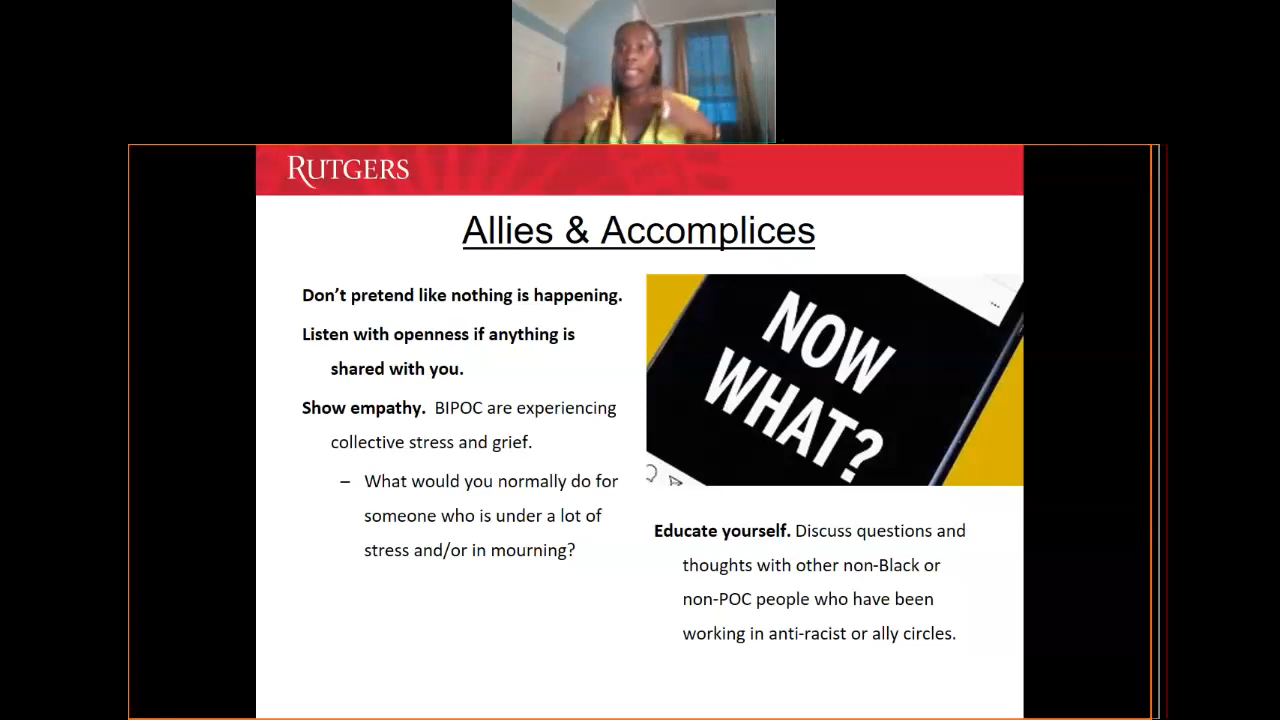 RUTGERS
Allies & Accomplices
Don’t pretend like nothing is happening.
Listen with openness if anything is
shared with you.
Show empathy.  BIPOC are experiencing
collective stress and grief.
– What would you normally do for
someone who is under a lot of
stress and/or in mourning?
NOW
WHAT?
Educate yourself. Discuss questions and
thoughts with other non-Black or
non-POC people who have been
working in anti-racist or ally circles.